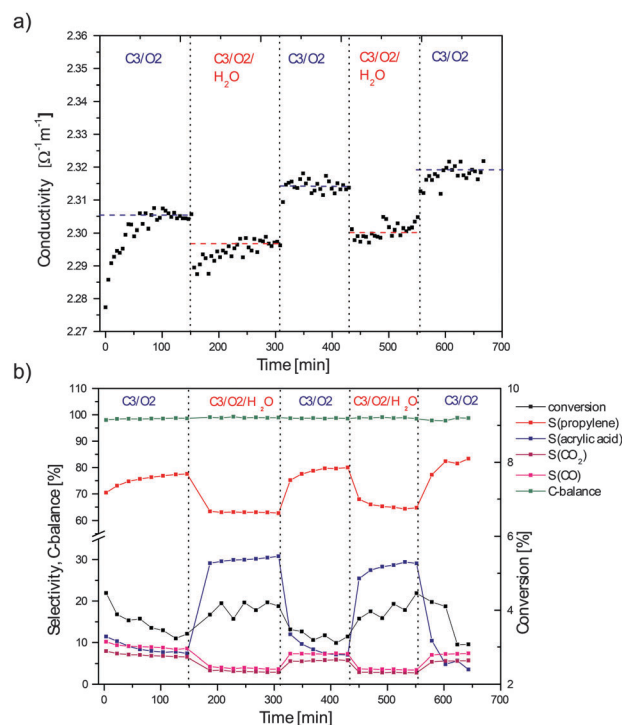 a)
2.36
2.35
2.34
2.33
2.32
2.31
2.30
2.29
2.28
2.27
Conductivity [Ω⁻¹m⁻¹]
C3/O2
C3/O2/
H₂O
C3/O2
C3/O2/
H₂O
C3/O2
0 100 200 300 400 500 600 700
Time [min]
b)
C3/O2 C3/O2/H₂O C3/O2 C3/O2/H₂O C3/O2
110
100
90
80
70
60
30
20
10
0
Selectivity, C-balance [%]
10
8
6
4
2
Conversion [%]
conversion
S(propylene)
S(acrylic acid)
S(CO₂)
S(CO)
C-balance
0 100 200 300 400 500 600 700
Time [min]